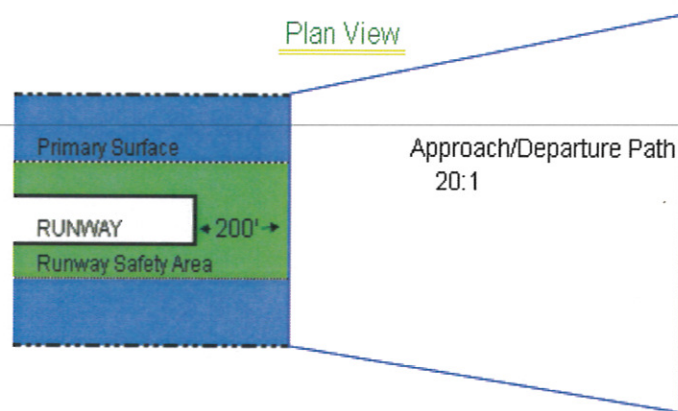 Plan View
Primary Surface
Approach/Departure Path
20:1
RUNWAY
200'
Runway Safety Area